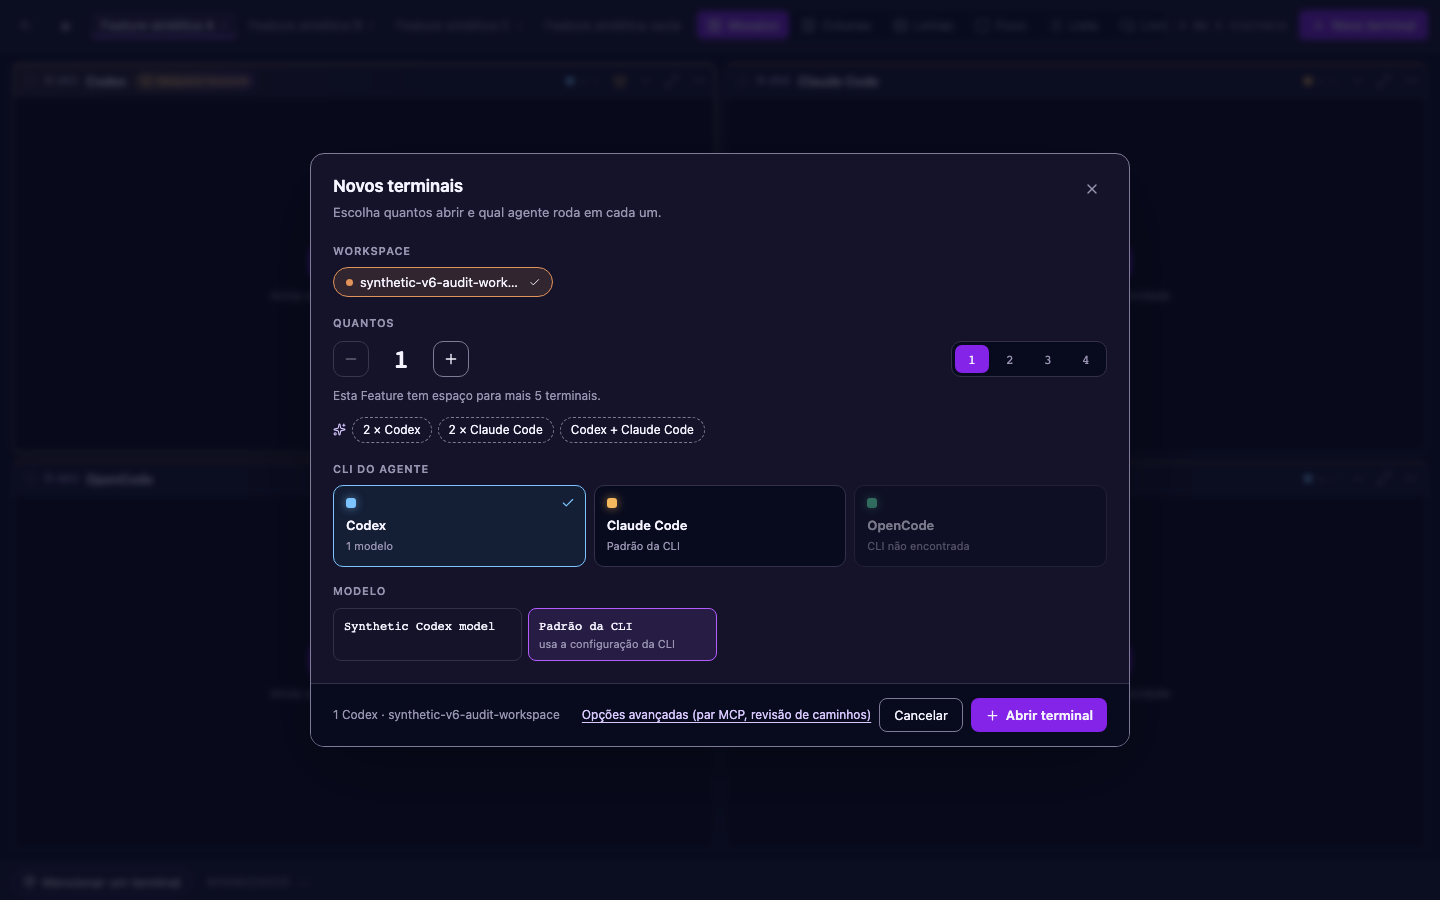 Codex
Claude Code
OpenCode
Novos terminais
Escolha quantos abrir e qual agente roda em cada um.
WORKSPACE
synthetic-v6-audit-work...
QUANTOS
1
1 2 3 4
Esta Feature tem espaço para mais 5 terminais.
2 × Codex
2 × Claude Code
Codex + Claude Code
CLI DO AGENTE
Codex
1 modelo
Claude Code
Padrão da CLI
OpenCode
CLI não encontrada
MODELO
Synthetic Codex model
Padrão da CLI
usa a configuração da CLI
1 Codex · synthetic-v6-audit-workspace
Opções avançadas (par MCP, revisão de caminhos)
Cancelar
Abrir terminal